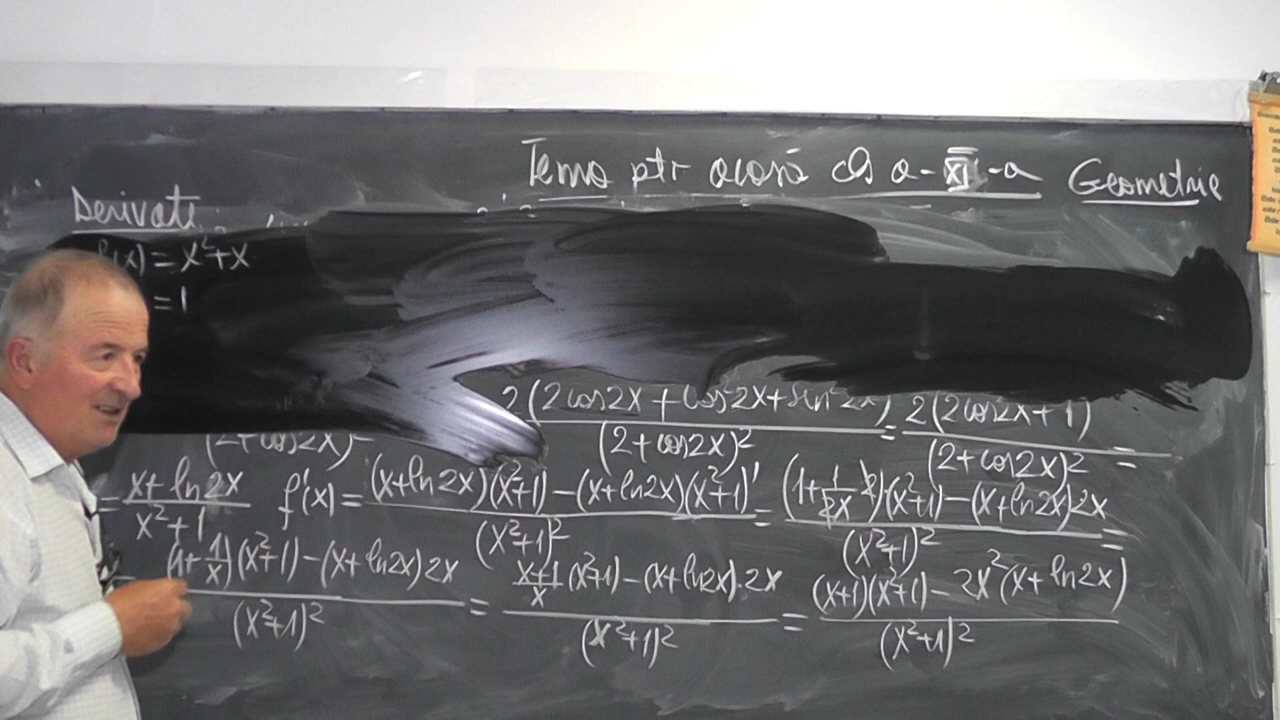 Tema ptr acasă cls a-XI-a Geometrie
Derivate
f(x) = x²+x
=1
2(2cos2x + cos²2x + sin²2x) / (2+cos2x)² = 2(2cos2x+1) / (2+cos2x)² =
(2+cos2x)²
= (x+ln2x) / (x²+1) f'(x) = ((x+ln2x)(x²+1) − (x+ln2x)(x²+1)') / (x²+1)² = ((1+1/2x·2)(x²+1) − (x+ln2x)2x) / (x²+1)² =
= ((1+1/x)(x²+1) − (x+ln2x)2x) / (x²+1)² = ((x+1)/x (x²+1) − (x+ln2x)·2x) / (x²+1)² = ((x+1)(x²+1) − 2x²(x+ln2x)) / (x²+1)²